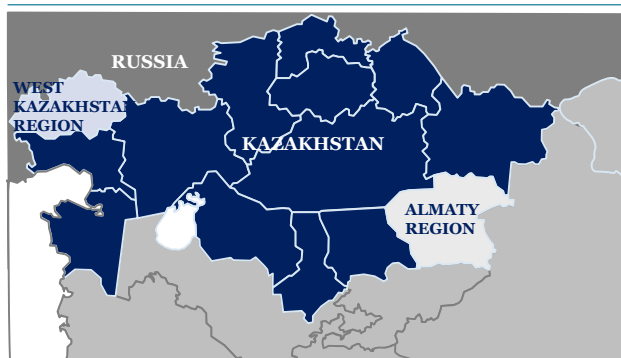 RUSSIA
WEST
KAZAKHSTAN
REGION
KAZAKHSTAN
ALMATY
REGION